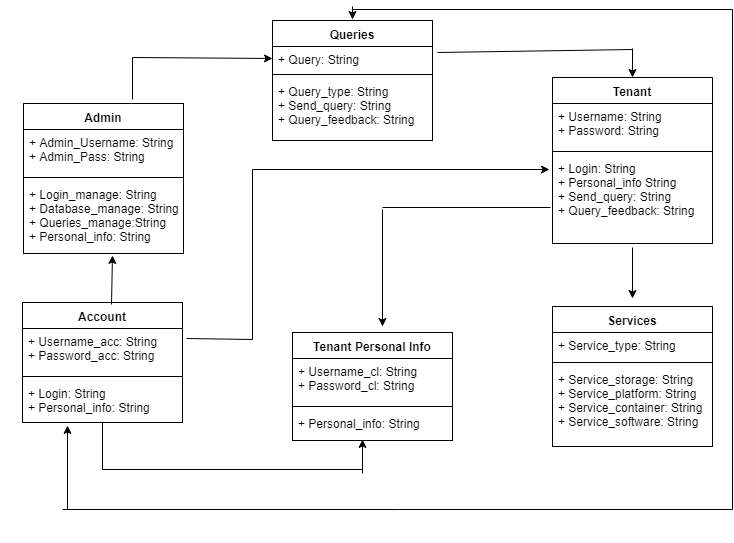 Queries
+ Query: String
+ Query_type: String
+ Send_query: String
+ Query_feedback: String
Tenant
+ Username: String
+ Password: String
+ Login: String
+ Personal_info String
+ Send_query: String
+ Query_feedback: String
Admin
+ Admin_Username: String
+ Admin_Pass: String
+ Login_manage: String
+ Database_manage: String
+ Queries_manage:String
+ Personal_info: String
Account
+ Username_acc: String
+ Password_acc: String
+ Login: String
+ Personal_info: String
Tenant Personal Info
+ Username_cl: String
+ Password_cl: String
+ Personal_info: String
Services
+ Service_type: String
+ Service_storage: String
+ Service_platform: String
+ Service_container: String
+ Service_software: String